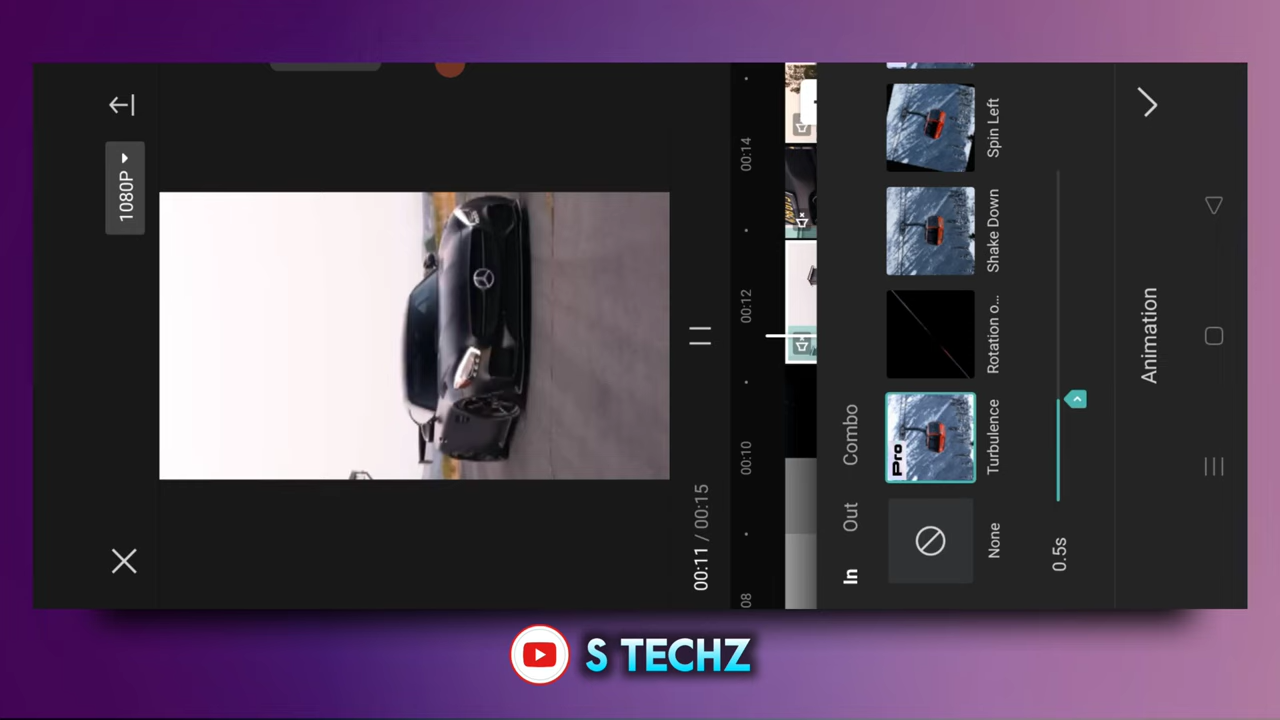 1080P
00:11 / 00:15
08
00:10
00:12
00:14
In
Out
Combo
Pro
None
Turbulence
Rotation o...
Shake Down
Spin Left
0.5s
Animation
S TECHZ